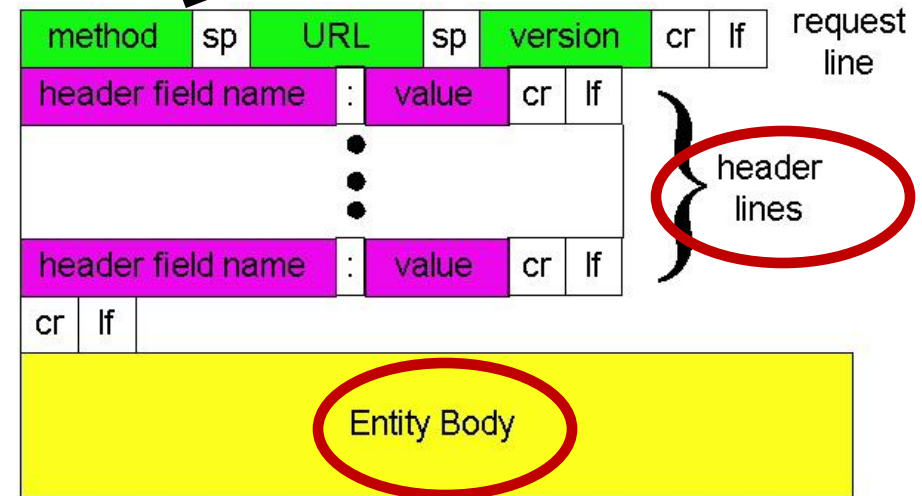 method sp URL sp version cr lf request line
header field name : value cr lf
header lines
header field name : value cr lf
cr lf
Entity Body